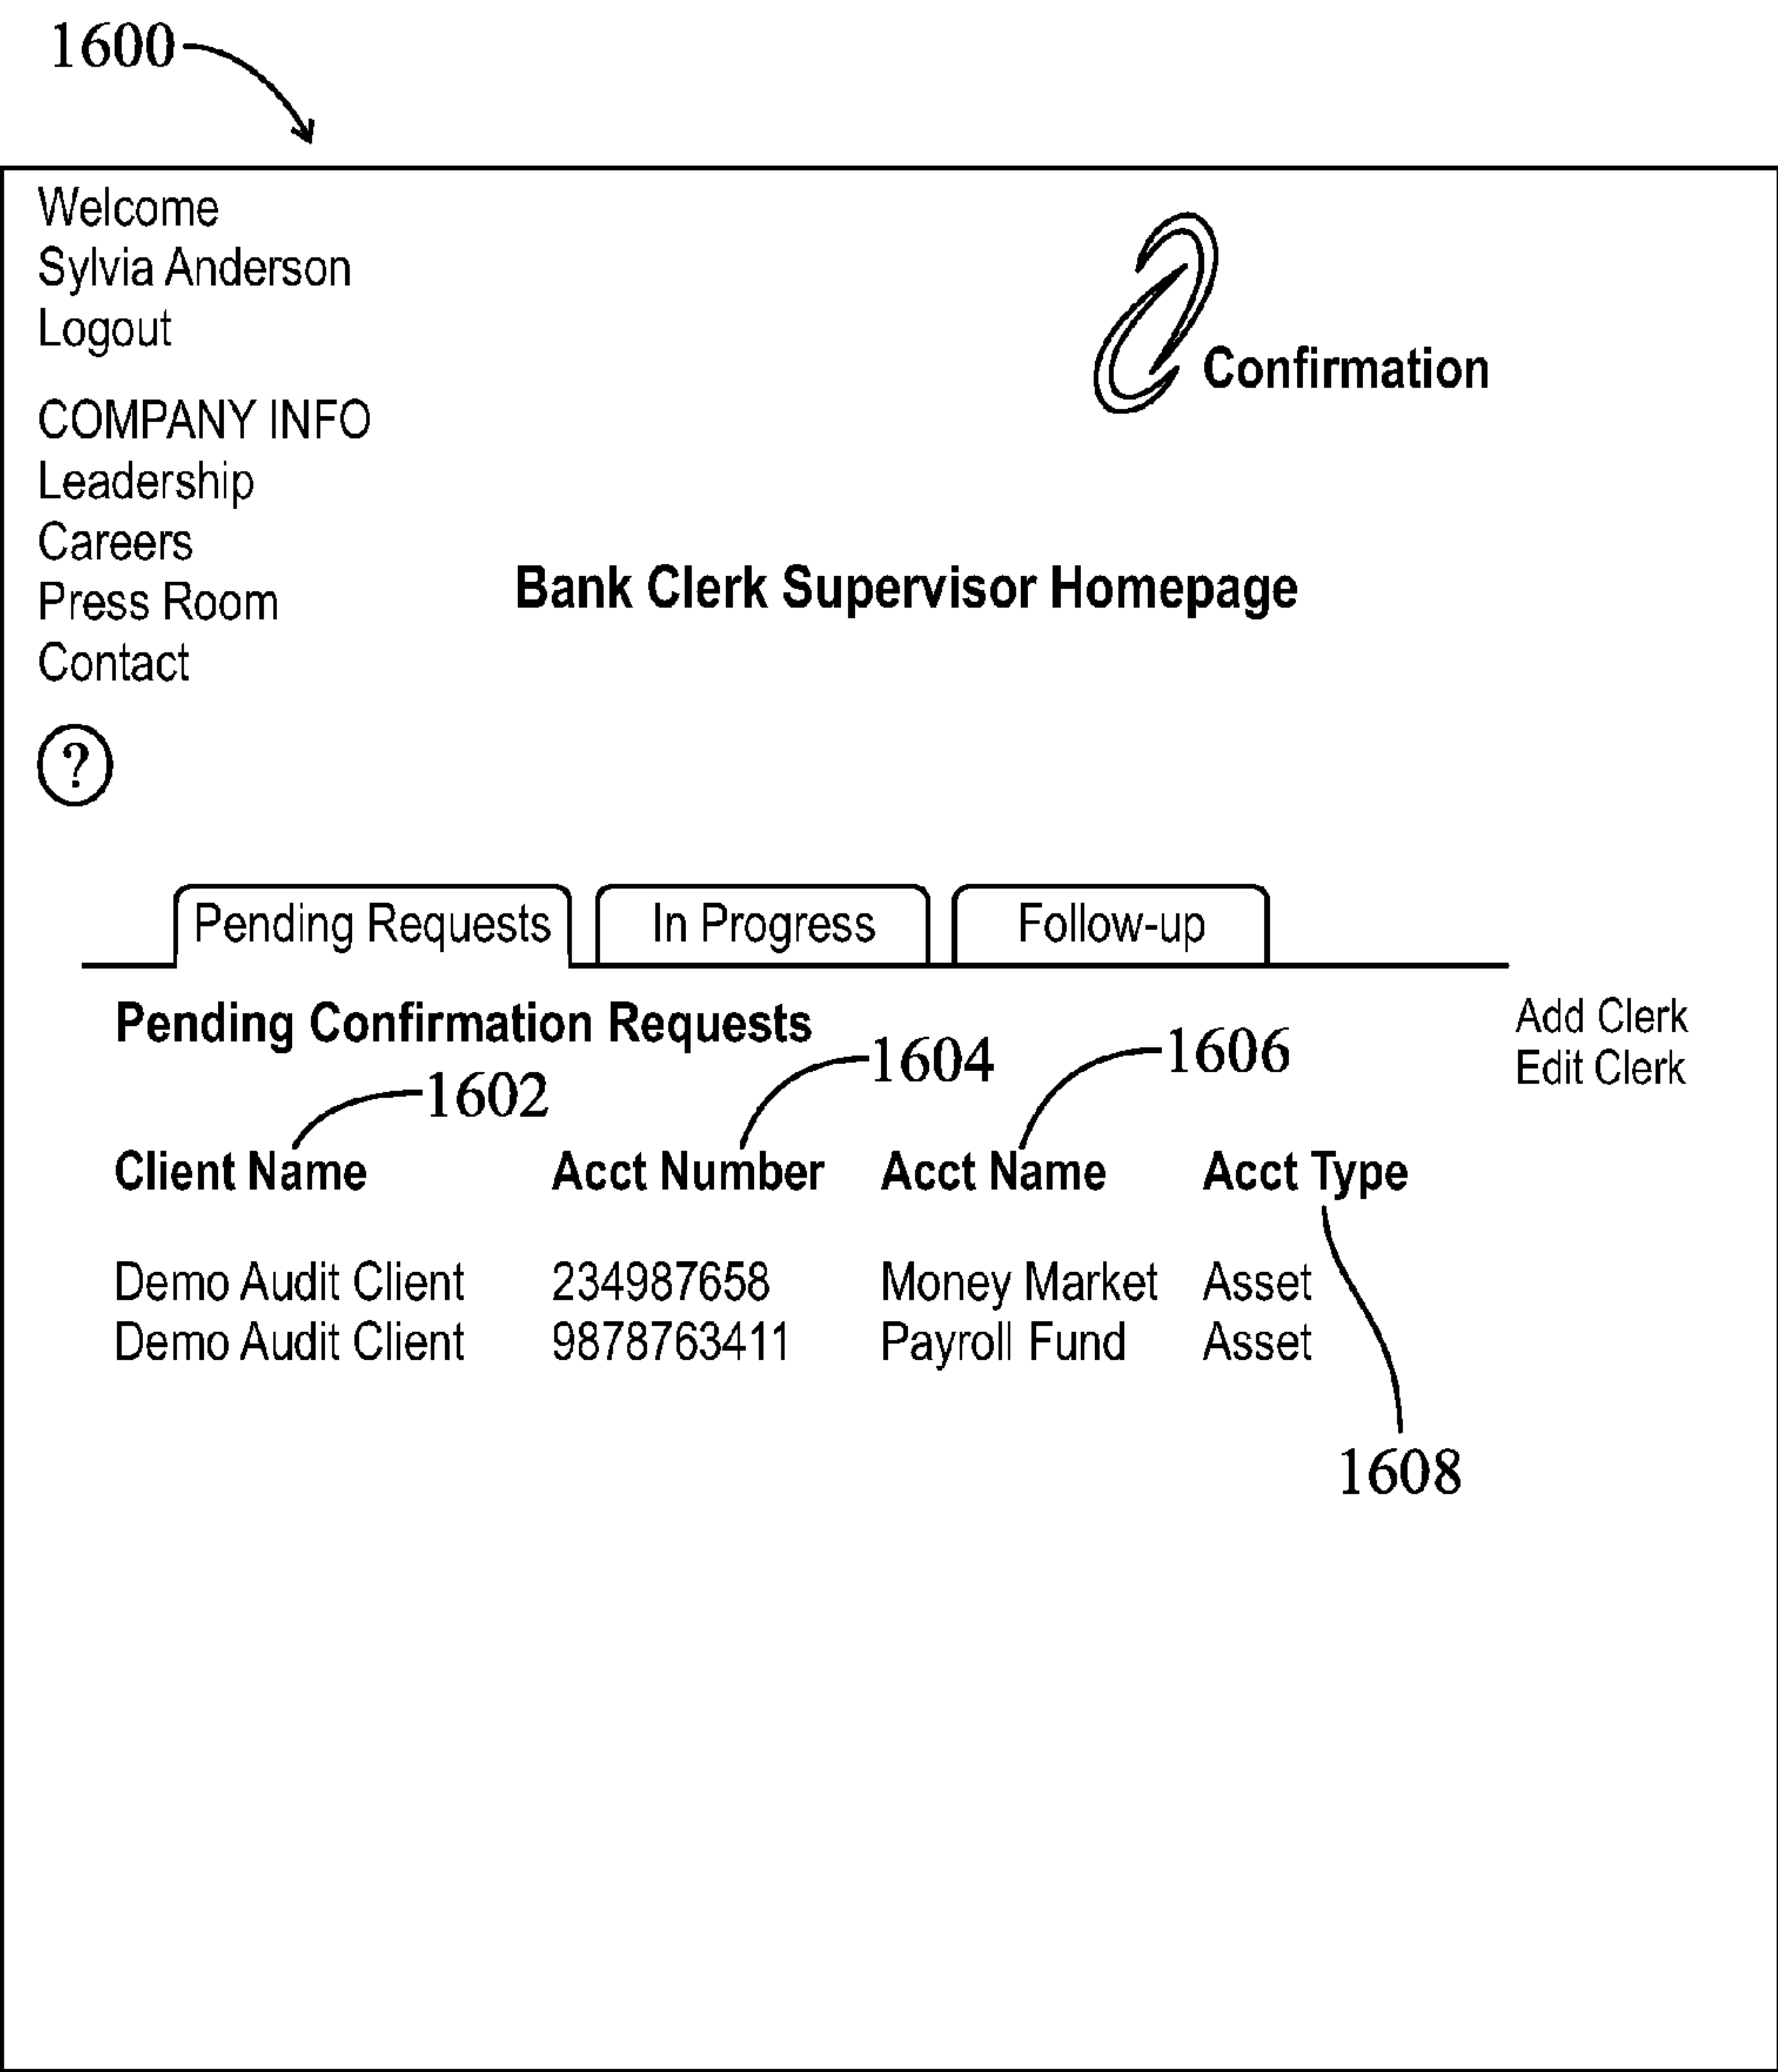 1600
Welcome
Sylvia Anderson
Logout
Confirmation
COMPANY INFO
Leadership
Careers
Press Room
Contact
Bank Clerk Supervisor Homepage
?
Pending Requests In Progress Follow-up
Pending Confirmation Requests
Add Clerk
Edit Clerk
1602 1604 1606
Client Name Acct Number Acct Name Acct Type
Demo Audit Client 234987658 Money Market Asset
Demo Audit Client 9878763411 Payroll Fund Asset
1608